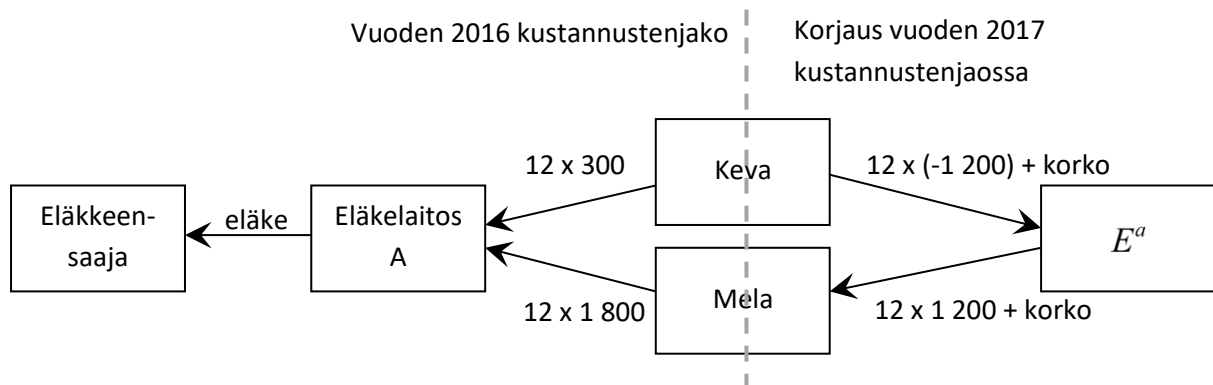 Vuoden 2016 kustannustenjako
Korjaus vuoden 2017
kustannustenjaossa
Eläkkeen-
saaja
eläke
Eläkelaitos
A
12 x 300
12 x 1 800
Keva
Mela
12 x (-1 200) + korko
12 x 1 200 + korko
Eᵃ